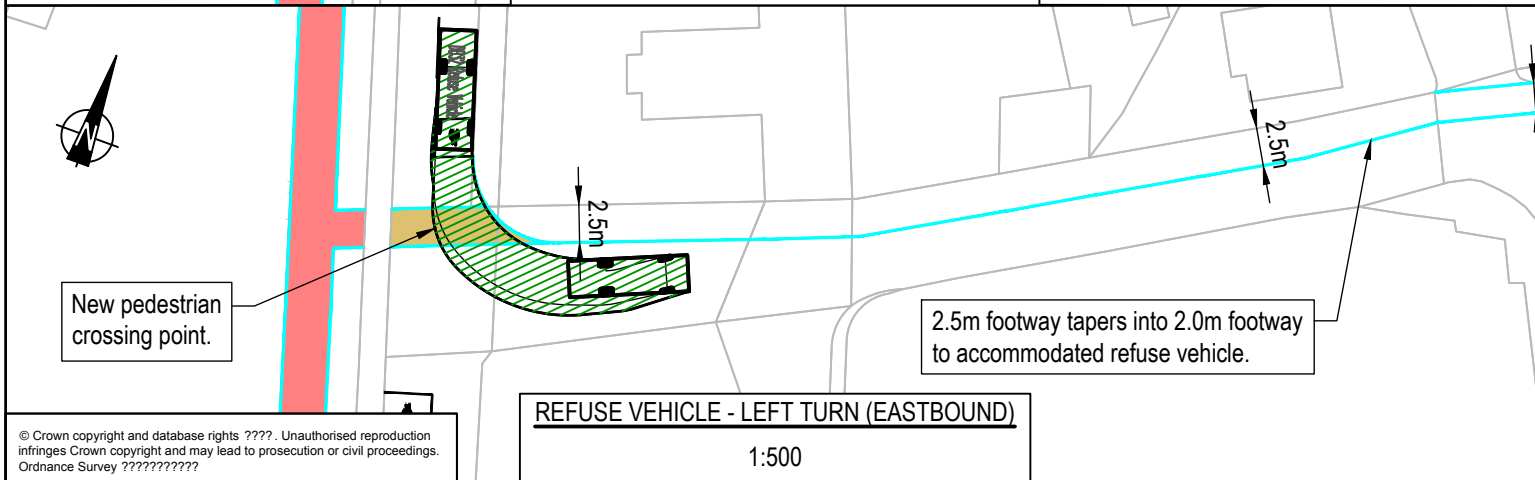 N
2.5m
2.5m
New pedestrian
crossing point.
2.5m footway tapers into 2.0m footway
to accommodated refuse vehicle.
REFUSE VEHICLE - LEFT TURN (EASTBOUND)
1:500
© Crown copyright and database rights ????. Unauthorised reproduction
infringes Crown copyright and may lead to prosecution or civil proceedings.
Ordnance Survey ???????????